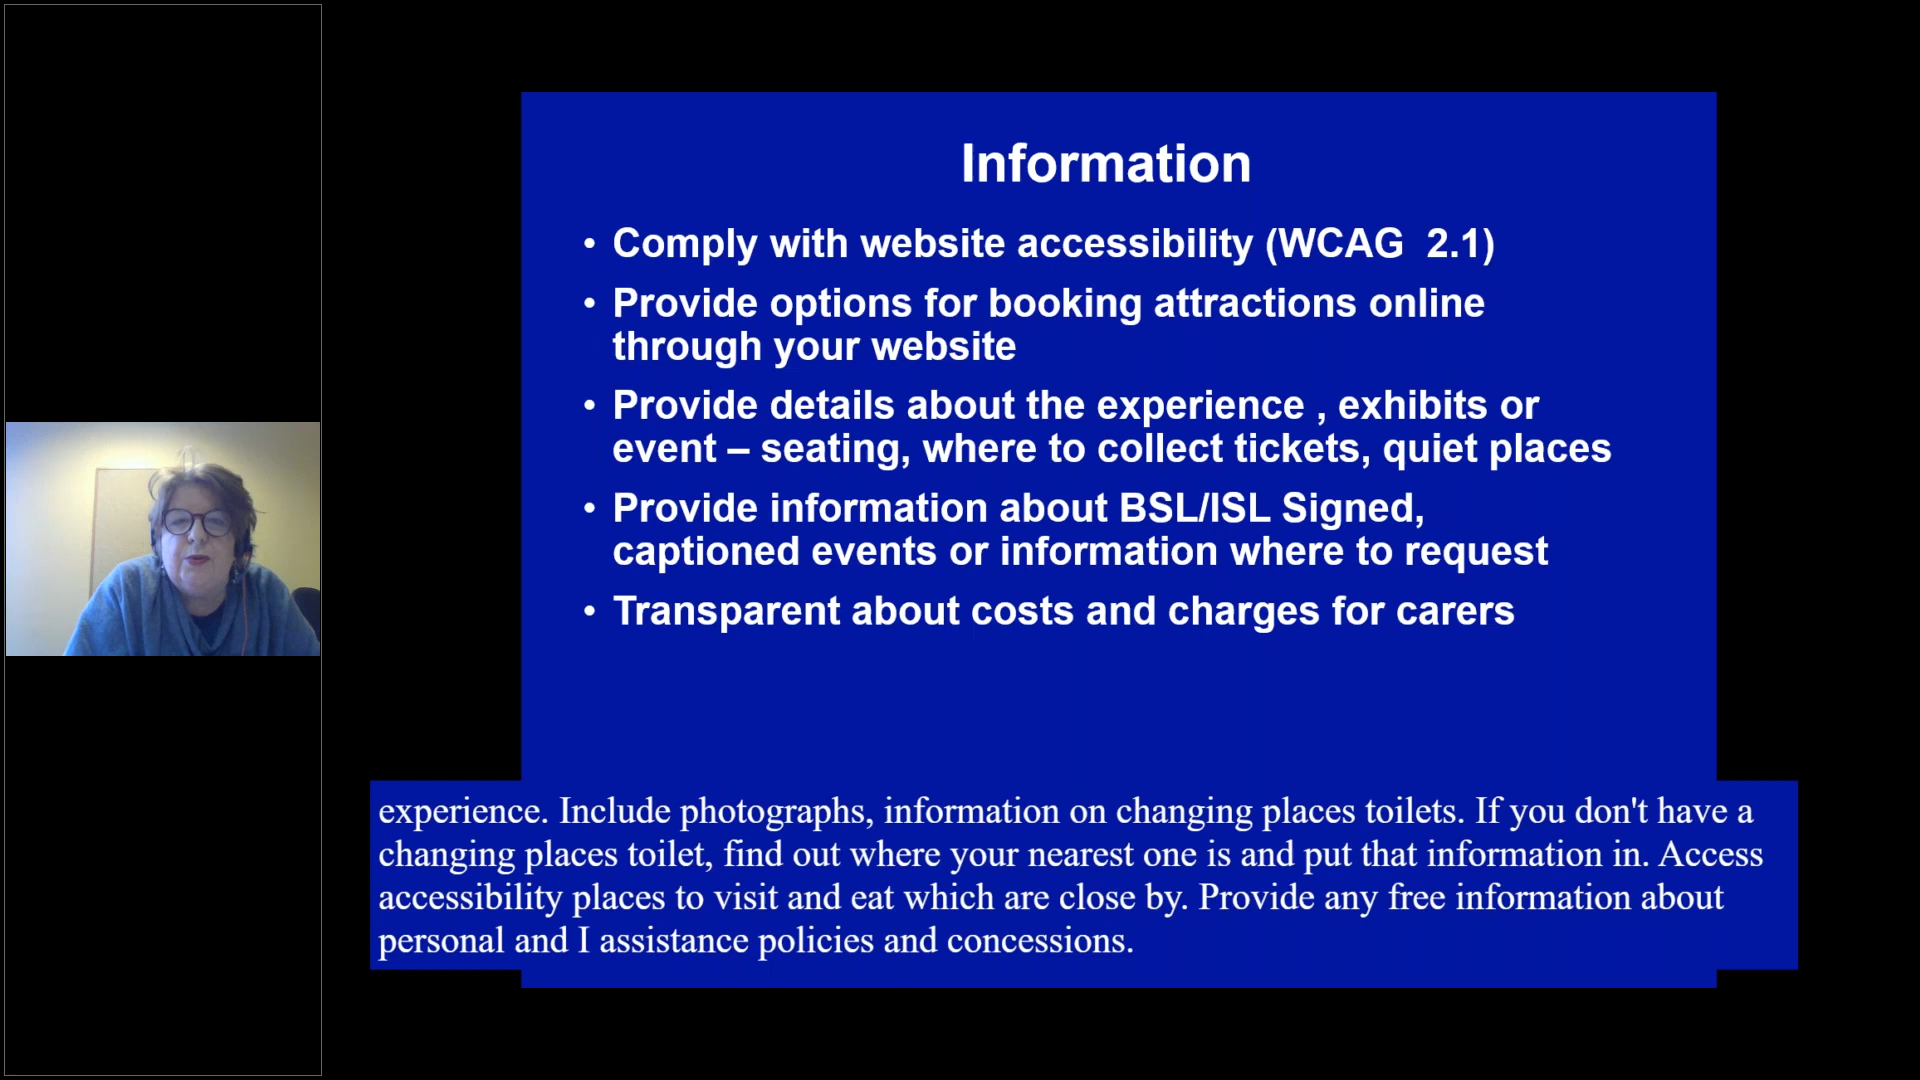 Information
• Comply with website accessibility (WCAG  2.1)
• Provide options for booking attractions online
through your website
• Provide details about the experience , exhibits or
event – seating, where to collect tickets, quiet places
• Provide information about BSL/ISL Signed,
captioned events or information where to request
• Transparent about costs and charges for carers
experience. Include photographs, information on changing places toilets. If you don't have a
changing places toilet, find out where your nearest one is and put that information in. Access
accessibility places to visit and eat which are close by. Provide any free information about
personal and I assistance policies and concessions.